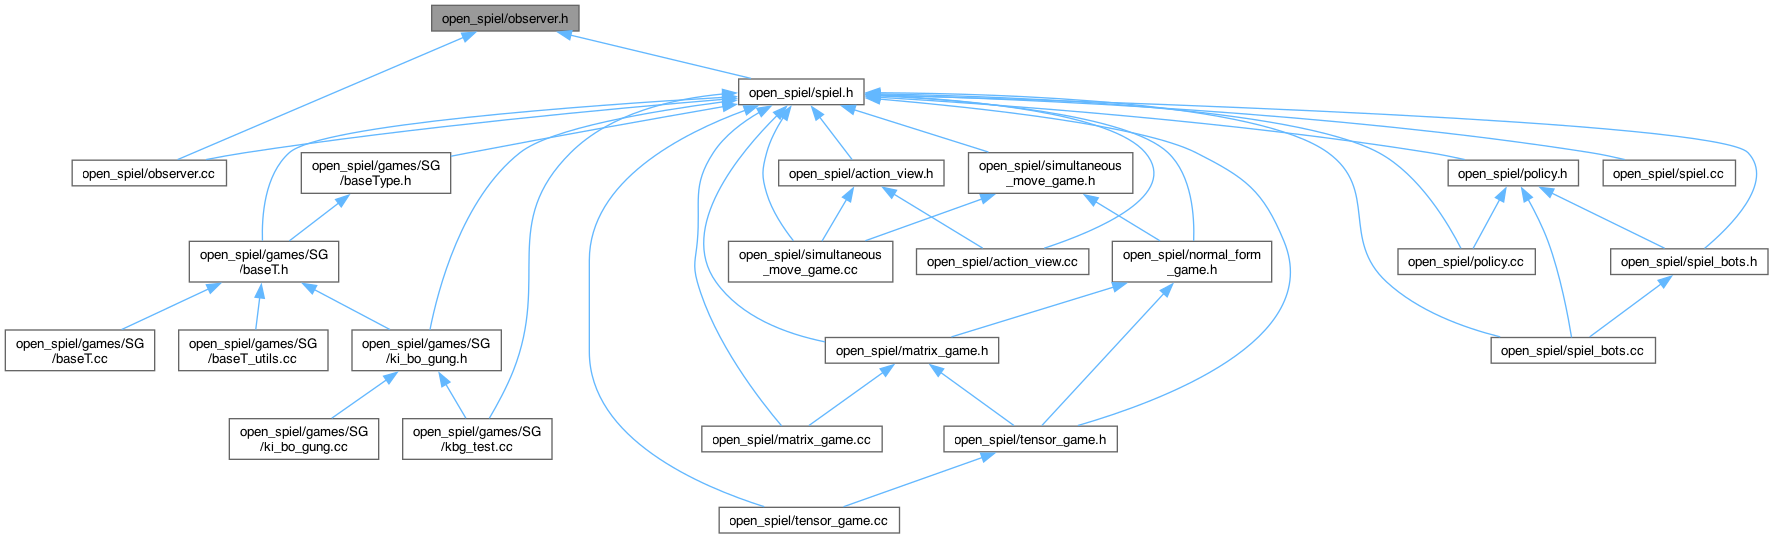 open_spiel/observer.h
open_spiel/spiel.h
open_spiel/observer.cc
open_spiel/games/SG
/baseType.h
open_spiel/action_view.h
open_spiel/simultaneous
_move_game.h
open_spiel/policy.h
open_spiel/spiel.cc
open_spiel/games/SG
/baseT.h
open_spiel/simultaneous
_move_game.cc
open_spiel/action_view.cc
open_spiel/normal_form
_game.h
open_spiel/policy.cc
open_spiel/spiel_bots.h
open_spiel/games/SG
/baseT.cc
open_spiel/games/SG
/baseT_utils.cc
open_spiel/games/SG
/ki_bo_gung.h
open_spiel/matrix_game.h
open_spiel/spiel_bots.cc
open_spiel/games/SG
/ki_bo_gung.cc
open_spiel/games/SG
/kbg_test.cc
open_spiel/matrix_game.cc
open_spiel/tensor_game.h
open_spiel/tensor_game.cc